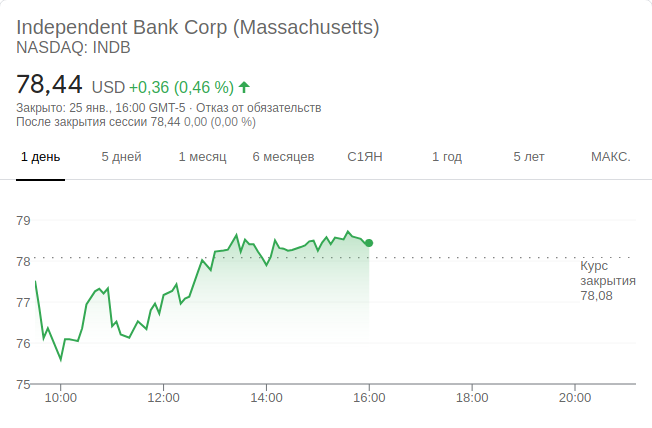 Independent Bank Corp (Massachusetts)
NASDAQ: INDB
78,44 USD +0,36 (0,46 %)
Закрыто: 25 янв., 16:00 GMT-5 · Отказ от обязательств
После закрытия сессии 78,44 0,00 (0,00 %)
1 день 5 дней 1 месяц 6 месяцев С1ЯН 1 год 5 лет МАКС.
79
78
77
76
75
Курс
закрытия
78,08
10:00 12:00 14:00 16:00 18:00 20:00